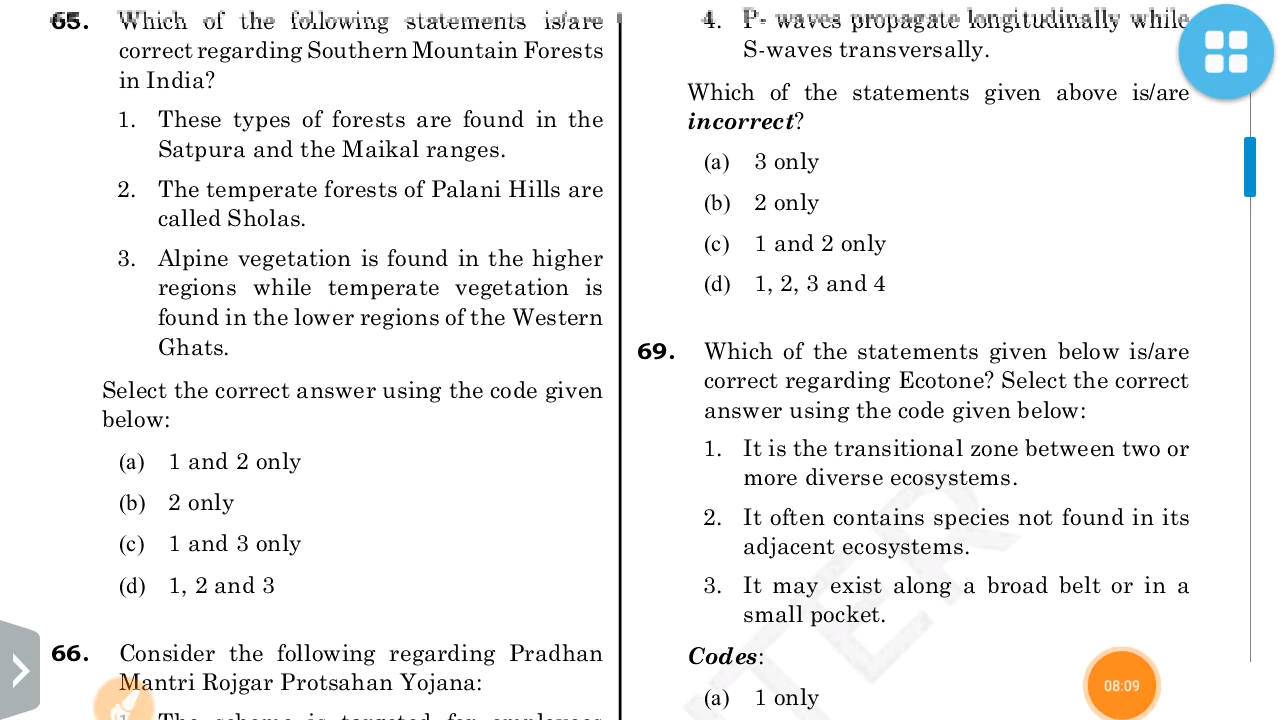 65. Which of the following statements is/are
correct regarding Southern Mountain Forests
in India?
1. These types of forests are found in the
Satpura and the Maikal ranges.
2. The temperate forests of Palani Hills are
called Sholas.
3. Alpine vegetation is found in the higher
regions while temperate vegetation is
found in the lower regions of the Western
Ghats.
Select the correct answer using the code given
below:
(a) 1 and 2 only
(b) 2 only
(c) 1 and 3 only
(d) 1, 2 and 3
66. Consider the following regarding Pradhan
Mantri Rojgar Protsahan Yojana:
1. The scheme is targeted for employees
4. P- waves propagate longitudinally while
S-waves transversally.
Which of the statements given above is/are
incorrect?
(a) 3 only
(b) 2 only
(c) 1 and 2 only
(d) 1, 2, 3 and 4
69. Which of the statements given below is/are
correct regarding Ecotone? Select the correct
answer using the code given below:
1. It is the transitional zone between two or
more diverse ecosystems.
2. It often contains species not found in its
adjacent ecosystems.
3. It may exist along a broad belt or in a
small pocket.
Codes:
(a) 1 only
08:09